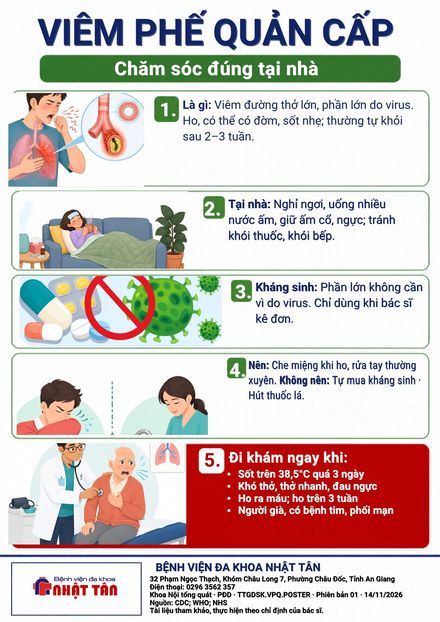 VIÊM PHẾ QUẢN CẤP
Chăm sóc đúng tại nhà
1. Là gì: Viêm đường thở lớn, phần lớn do virus.
Ho, có thể có đờm, sốt nhẹ; thường tự khỏi
sau 2–3 tuần.
2. Tại nhà: Nghỉ ngơi, uống nhiều
nước ấm, giữ ấm cổ, ngực; tránh
khói thuốc, khói bếp.
3. Kháng sinh: Phần lớn không cần
vì do virus. Chỉ dùng khi bác sĩ
kê đơn.
4. Nên: Che miệng khi ho, rửa tay thường
xuyên. Không nên: Tự mua kháng sinh ·
Hút thuốc lá.
5. Đi khám ngay khi:
• Sốt trên 38,5°C quá 3 ngày
• Khó thở, thở nhanh, đau ngực
• Ho ra máu; ho trên 3 tuần
• Người già, có bệnh tim, phổi mạn
Bệnh viện đa khoa
NHẬT TÂN
BỆNH VIỆN ĐA KHOA NHẬT TÂN
32 Phạm Ngọc Thạch, Khóm Châu Long 7, Phường Châu Đốc, Tỉnh An Giang
Điện thoại: 0296 3562 357
Khoa Nội tổng quát · PĐD · TTGDSK.VPQ.POSTER · Phiên bản 01 · 14/11/2026
Nguồn: CDC; WHO; NHS
Tài liệu tham khảo, thực hiện theo chỉ định của bác sĩ.